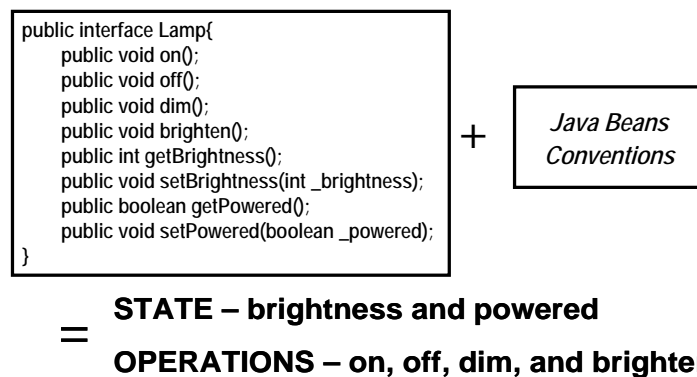 public interface Lamp{
public void on();
public void off();
public void dim();
public void brighten();
public int getBrightness();
public void setBrightness(int _brightness);
public boolean getPowered();
public void setPowered(boolean _powered);
}
+
Java Beans
Conventions
=
STATE – brightness and powered
OPERATIONS – on, off, dim, and brighte